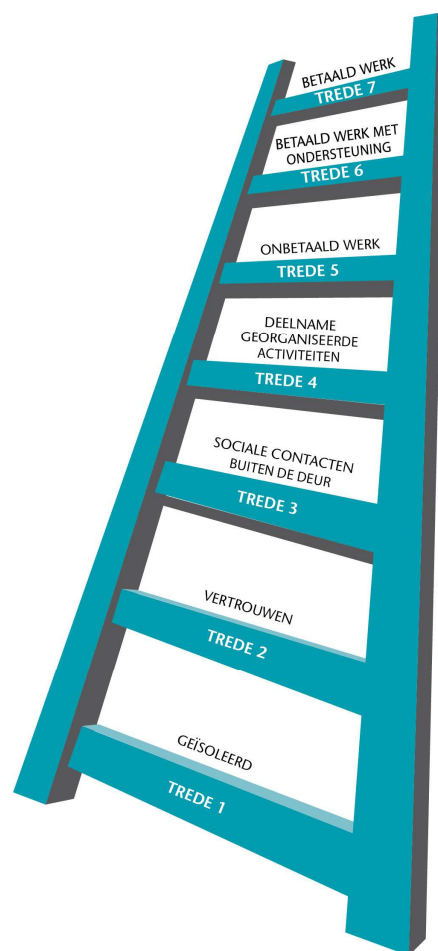 BETAALD WERK
TREDE 7
BETAALD WERK MET
ONDERSTEUNING
TREDE 6
ONBETAALD WERK
TREDE 5
DEELNAME
GEORGANISEERDE
ACTIVITEITEN
TREDE 4
SOCIALE CONTACTEN
BUITEN DE DEUR
TREDE 3
VERTROUWEN
TREDE 2
GEÏSOLEERD
TREDE 1